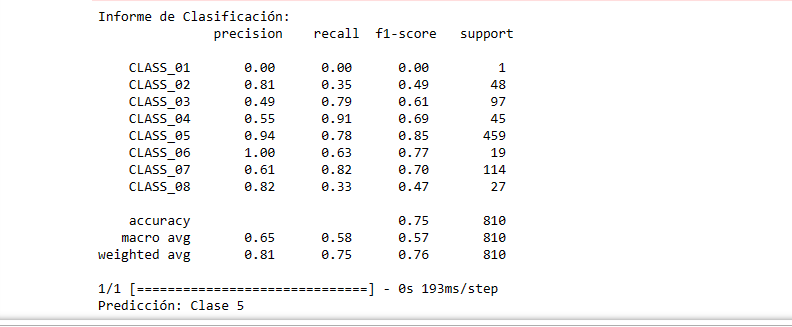 Informe de Clasificación:
precision recall f1-score support
CLASS_01 0.00 0.00 0.00 1
CLASS_02 0.81 0.35 0.49 48
CLASS_03 0.49 0.79 0.61 97
CLASS_04 0.55 0.91 0.69 45
CLASS_05 0.94 0.78 0.85 459
CLASS_06 1.00 0.63 0.77 19
CLASS_07 0.61 0.82 0.70 114
CLASS_08 0.82 0.33 0.47 27
accuracy 0.75 810
macro avg 0.65 0.58 0.57 810
weighted avg 0.81 0.75 0.76 810
1/1 [==============================] - 0s 193ms/step
Predicción: Clase 5